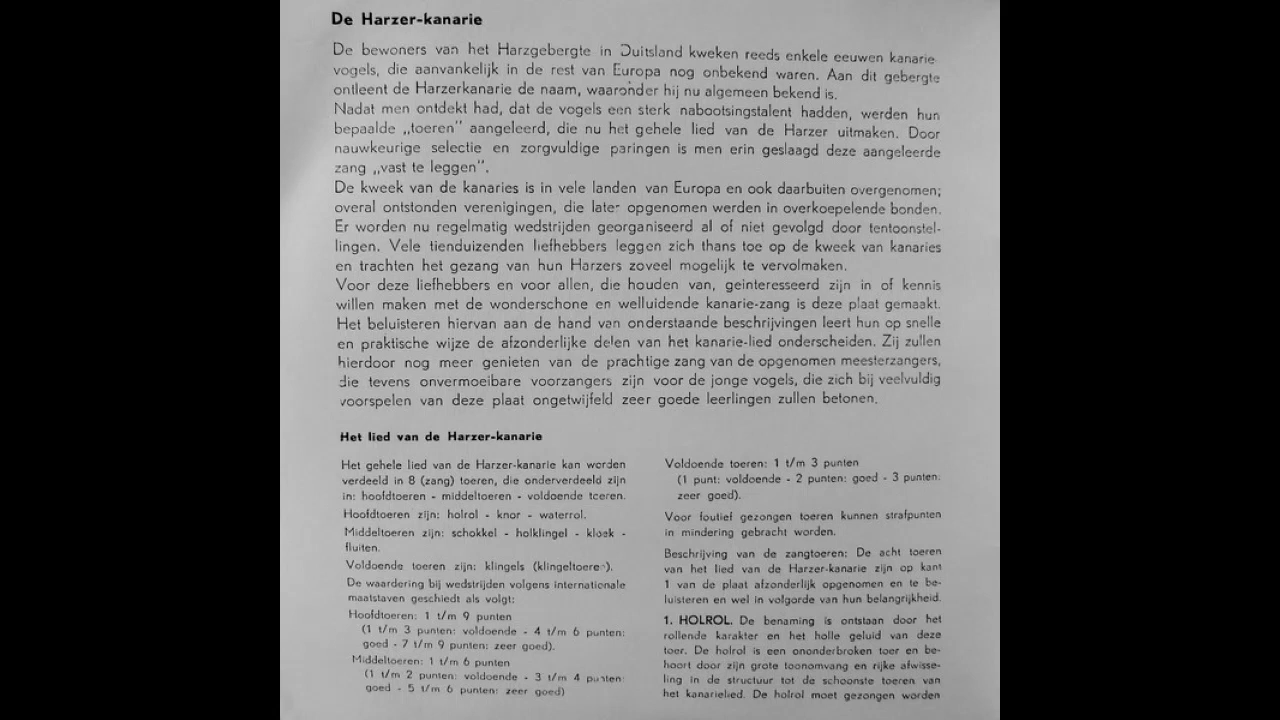 De Harzer-kanarie
De bewoners van het Harzgebergte in Duitsland kweken reeds enkele eeuwen kanarie-
vogels, die aanvankelijk in de rest van Europa nog onbekend waren. Aan dit gebergte
ontleent de Harzerkanarie de naam, waaronder hij nu algemeen bekend is.
Nadat men ontdekt had, dat de vogels een sterk nabootsingstalent hadden, werden hun
bepaalde „toeren” aangeleerd, die nu het gehele lied van de Harzer uitmaken. Door
nauwkeurige selectie en zorgvuldige paringen is men erin geslaagd deze aangeleerde
zang „vast te leggen”.
De kweek van de kanaries is in vele landen van Europa en ook daarbuiten overgenomen;
overal ontstonden verenigingen, die later opgenomen werden in overkoepelende bonden.
Er worden nu regelmatig wedstrijden georganiseerd al of niet gevolgd door tentoonstel-
lingen. Vele tienduizenden liefhebbers leggen zich thans toe op de kweek van kanaries
en trachten het gezang van hun Harzers zoveel mogelijk te vervolmaken.
Voor deze liefhebbers en voor allen, die houden van, geinteresseerd zijn in of kennis
willen maken met de wonderschone en welluidende kanarie-zang is deze plaat gemaakt.
Het beluisteren hiervan aan de hand van onderstaande beschrijvingen leert hun op snelle
en praktische wijze de afzonderlijke delen van het kanarie-lied onderscheiden. Zij zullen
hierdoor nog meer genieten van de prachtige zang van de opgenomen meesterzangers,
die tevens onvermoeibare voorzangers zijn voor de jonge vogels, die zich bij veelvuldig
voorspelen van deze plaat ongetwijfeld zeer goede leerlingen zullen betonen.
Het lied van de Harzer-kanarie
Het gehele lied van de Harzer-kanarie kan worden
verdeeld in 8 (zang) toeren, die onderverdeeld zijn
in: hoofdtoeren - middeltoeren - voldoende toeren.
Hoofdtoeren zijn: holrol - knor - waterrol.
Middeltoeren zijn: schokkel - holklingel - klok -
fluiten.
Voldoende toeren zijn: klingels (klingeltoeren).
De waardering bij wedstrijden volgens internationale
maatstaven geschiedt als volgt:
Hoofdtoeren: 1 t/m 9 punten
(1 t/m 3 punten: voldoende - 4 t/m 6 punten:
goed - 7 t/m 9 punten: zeer goed).
Middeltoeren: 1 t/m 6 punten
(1 t/m 2 punten: voldoende - 3 t/m 4 punten:
goed - 5 t/m 6 punten: zeer goed)
Voldoende toeren: 1 t/m 3 punten
(1 punt: voldoende - 2 punten: goed - 3 punten:
zeer goed).
Voor foutief gezongen toeren kunnen strafpunten
in mindering gebracht worden.
Beschrijving van de zangtoeren: De acht toeren
van het lied van de Harzer-kanarie zijn op kant
1 van de plaat afzonderlijk opgenomen en te be-
luisteren en wel in volgorde van hun belangrijkheid.
1. HOLROL. De benaming is ontstaan door het
rollende karakter en het holle geluid van deze
toer. De holrol is een ononderbroken toer en be-
hoort door zijn grote toonomvang en rijke afwisse-
ling in de structuur tot de schoonste toeren van
het kanarielied. De holrol moet gezongen worden